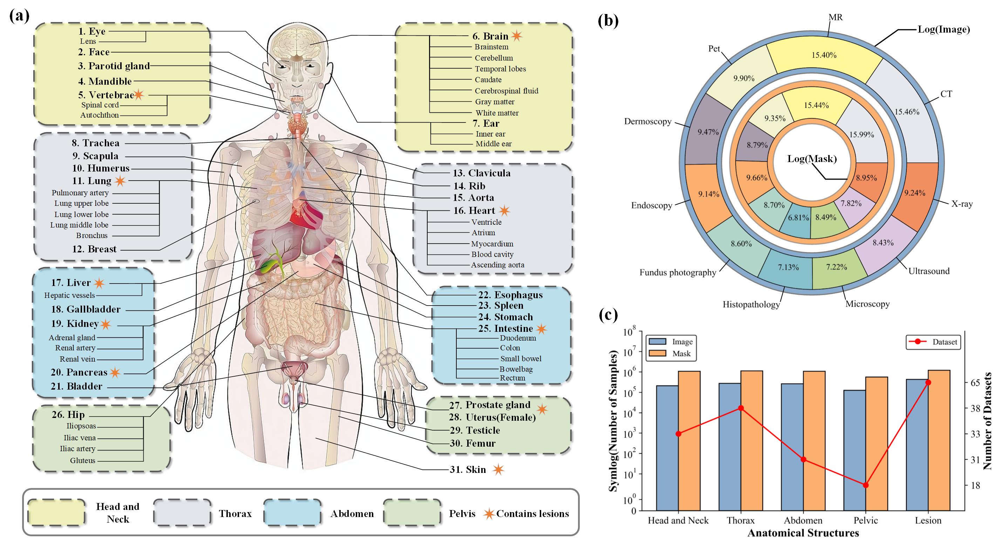 (a)
1. Eye
Lens
2. Face
3. Parotid gland
4. Mandible
5. Vertebrae
Spinal cord
Autochthon
6. Brain
Brainstem
Cerebellum
Temporal lobes
Caudate
Cerebrospinal fluid
Gray matter
White matter
7. Ear
Inner ear
Middle ear
8. Trachea
9. Scapula
10. Humerus
11. Lung
Pulmonary artery
Lung upper lobe
Lung lower lobe
Lung middle lobe
Bronchus
12. Breast
13. Clavicula
14. Rib
15. Aorta
16. Heart
Ventricle
Atrium
Myocardium
Blood cavity
Ascending aorta
17. Liver
Hepatic vessels
18. Gallbladder
19. Kidney
Adrenal gland
Renal artery
Renal vein
20. Pancreas
21. Bladder
22. Esophagus
23. Spleen
24. Stomach
25. Intestine
Duodenum
Colon
Small bowel
Bowelbag
Rectum
26. Hip
Iliopsoas
Iliac vena
Iliac artery
Gluteus
27. Prostate gland
28. Uterus(Female)
29. Testicle
30. Femur
31. Skin
Head and
Neck
Thorax
Abdomen
Pelvis
Contains lesions
(b)
MR
Log(Image)
Pet
15.40%
9.90%
CT
15.46%
Dermoscopy
9.47%
15.44%
9.35%
15.99%
8.79%
Log(Mask)
9.66%
8.95%
Endoscopy
9.14%
9.24%
X-ray
8.70%
7.82%
6.81%
8.49%
8.60%
8.43%
Fundus photography
7.13%
7.22%
Ultrasound
Histopathology
Microscopy
(c)
Symlog(Number of Samples)
10^8
10^7
10^6
10^5
10^4
10^3
10^2
10^1
10^0
0
Image
Mask
Dataset
65
38
33
31
18
Number of Datasets
Head and Neck
Thorax
Abdomen
Pelvic
Lesion
Anatomical Structures